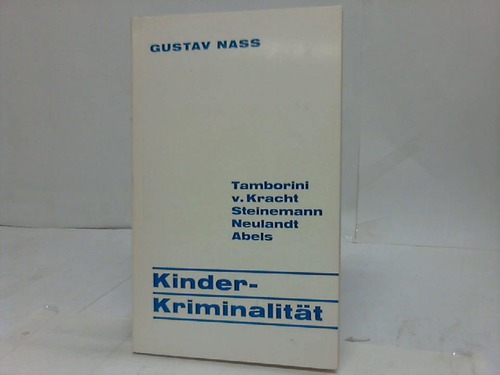 GUSTAV NASS
Tamborini
v. Kracht
Steinemann
Neulandt
Abels
Kinder-
Kriminalität